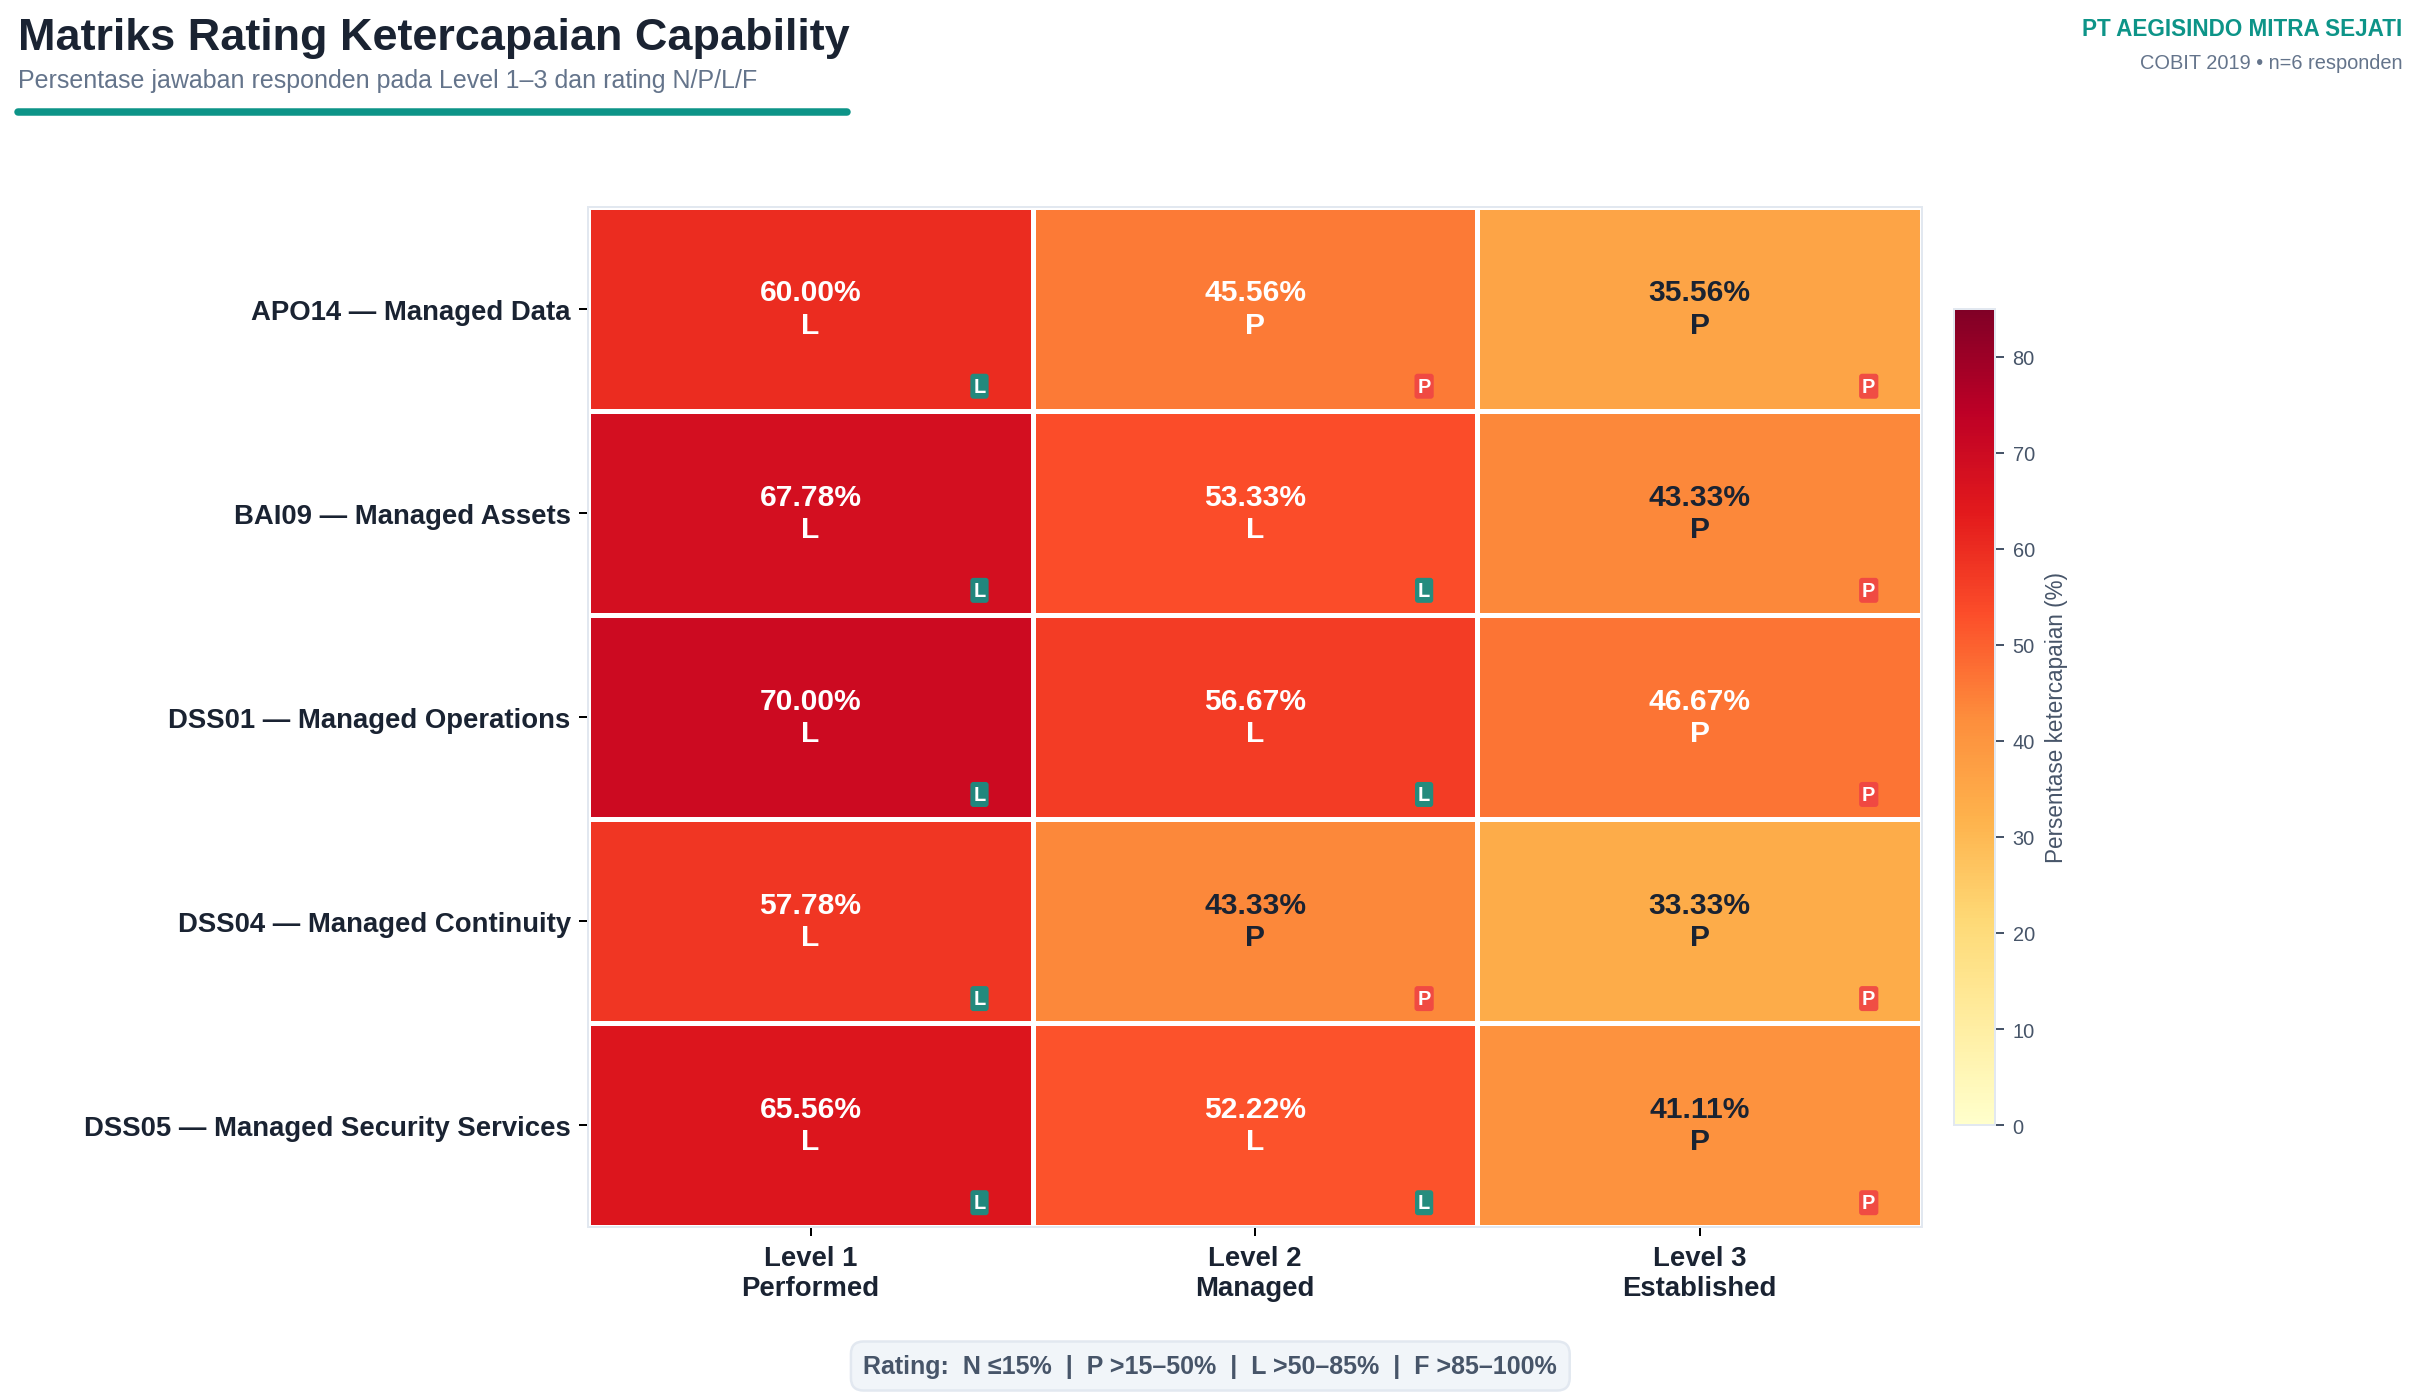 Matriks Rating Ketercapaian Capability
Persentase jawaban responden pada Level 1–3 dan rating N/P/L/F
PT AEGISINDO MITRA SEJATI
COBIT 2019 • n=6 responden
APO14 — Managed Data
60.00%
L
L
45.56%
P
P
35.56%
P
P
BAI09 — Managed Assets
67.78%
L
L
53.33%
L
L
43.33%
P
P
DSS01 — Managed Operations
70.00%
L
L
56.67%
L
L
46.67%
P
P
DSS04 — Managed Continuity
57.78%
L
L
43.33%
P
P
33.33%
P
P
DSS05 — Managed Security Services
65.56%
L
L
52.22%
L
L
41.11%
P
P
Level 1
Performed
Level 2
Managed
Level 3
Established
80
70
60
50
40
30
20
10
0
Persentase ketercapaian (%)
Rating: N ≤15% | P >15–50% | L >50–85% | F >85–100%